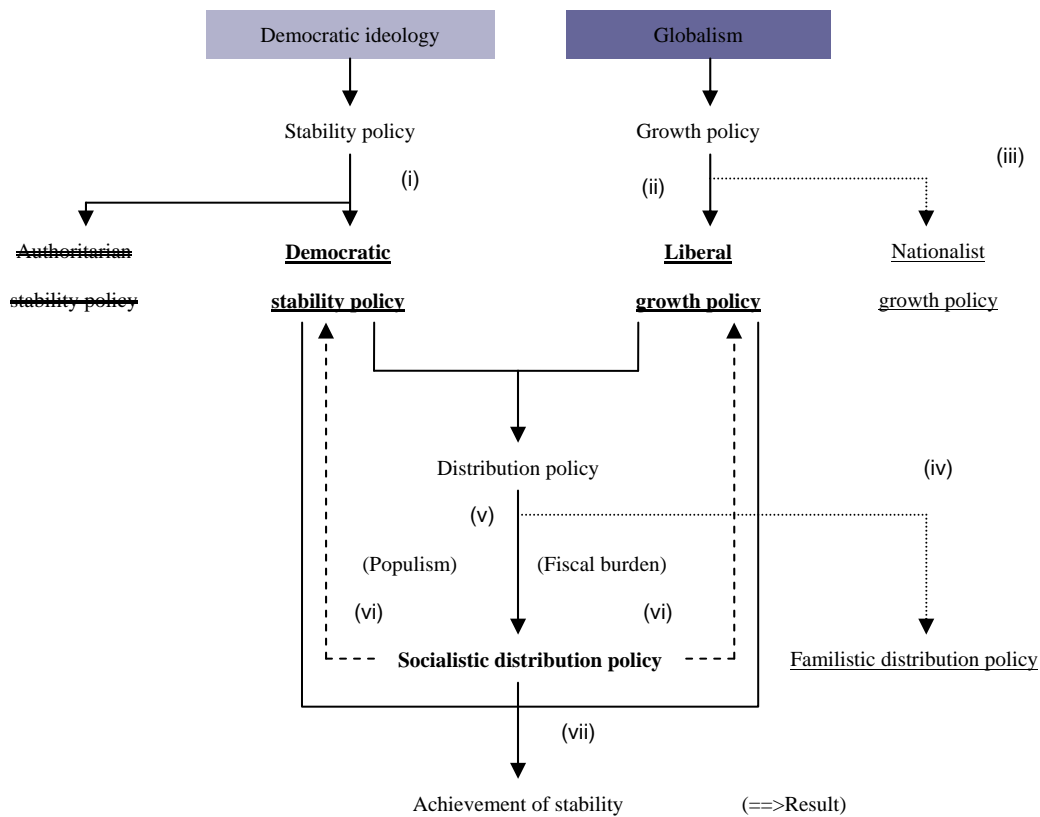 Democratic ideology
Globalism
Stability policy
Growth policy
(i)
(ii)
(iii)
Authoritarian
stability policy
Democratic
stability policy
Liberal
growth policy
Nationalist
growth policy
Distribution policy
(iv)
(v)
(Populism)
(Fiscal burden)
(vi)
(vi)
Socialistic distribution policy
Familistic distribution policy
(vii)
Achievement of stability
(==>Result)